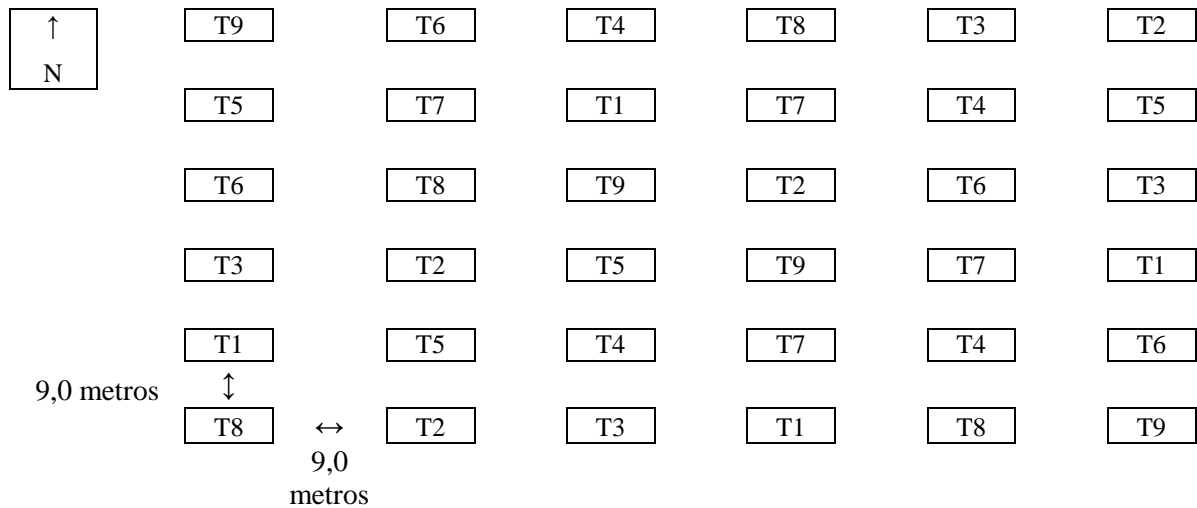 ↑ T9 T6 T4 T8 T3 T2
N
T5 T7 T1 T7 T4 T5
T6 T8 T9 T2 T6 T3
T3 T2 T5 T9 T7 T1
T1 T5 T4 T7 T4 T6
9,0 metros ↕
T8 ↔ T2 T3 T1 T8 T9
9,0
metros